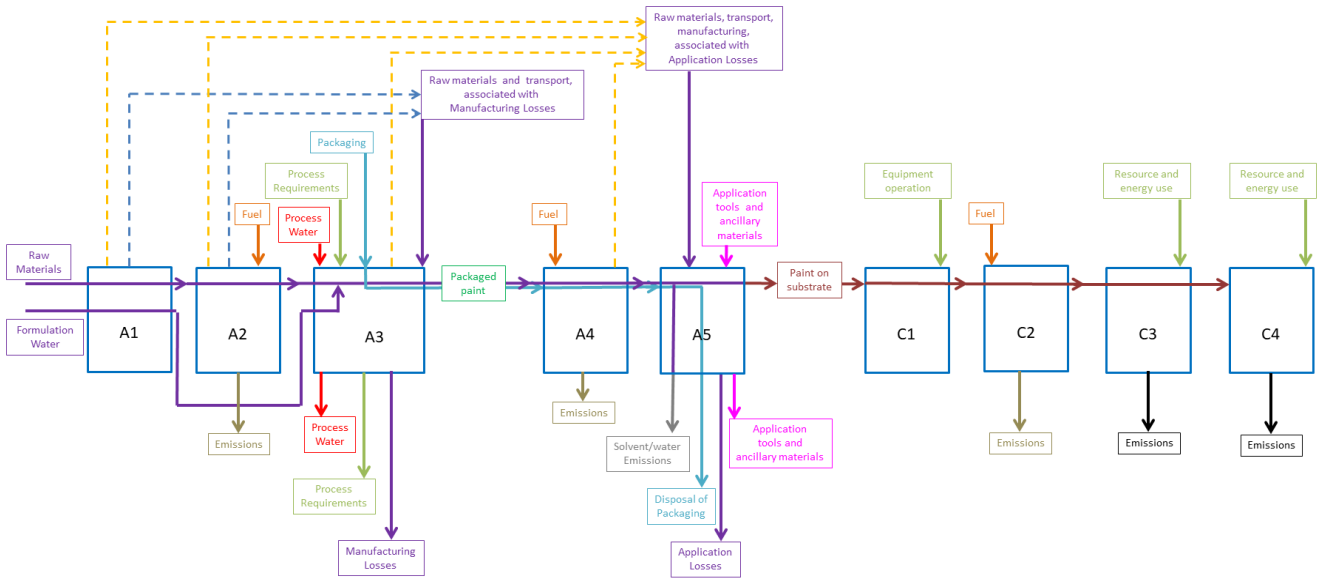 Raw materials, transport,
manufacturing,
associated with
Application Losses
Raw materials and transport,
associated with
Manufacturing Losses
Packaging
Process
Requirements
Equipment
operation
Resource and
energy use
Resource and
energy use
Application
tools and
ancillary
materials
Fuel
Process
Water
Fuel
Fuel
Raw
Materials
Packaged
paint
Paint on
substrate
Formulation
Water
A1
A2
A3
A4
A5
C1
C2
C3
C4
Emissions
Process
Water
Emissions
Solvent/water
Emissions
Application
tools and
ancillary materials
Emissions
Emissions
Emissions
Process
Requirements
Disposal of
Packaging
Manufacturing
Losses
Application
Losses